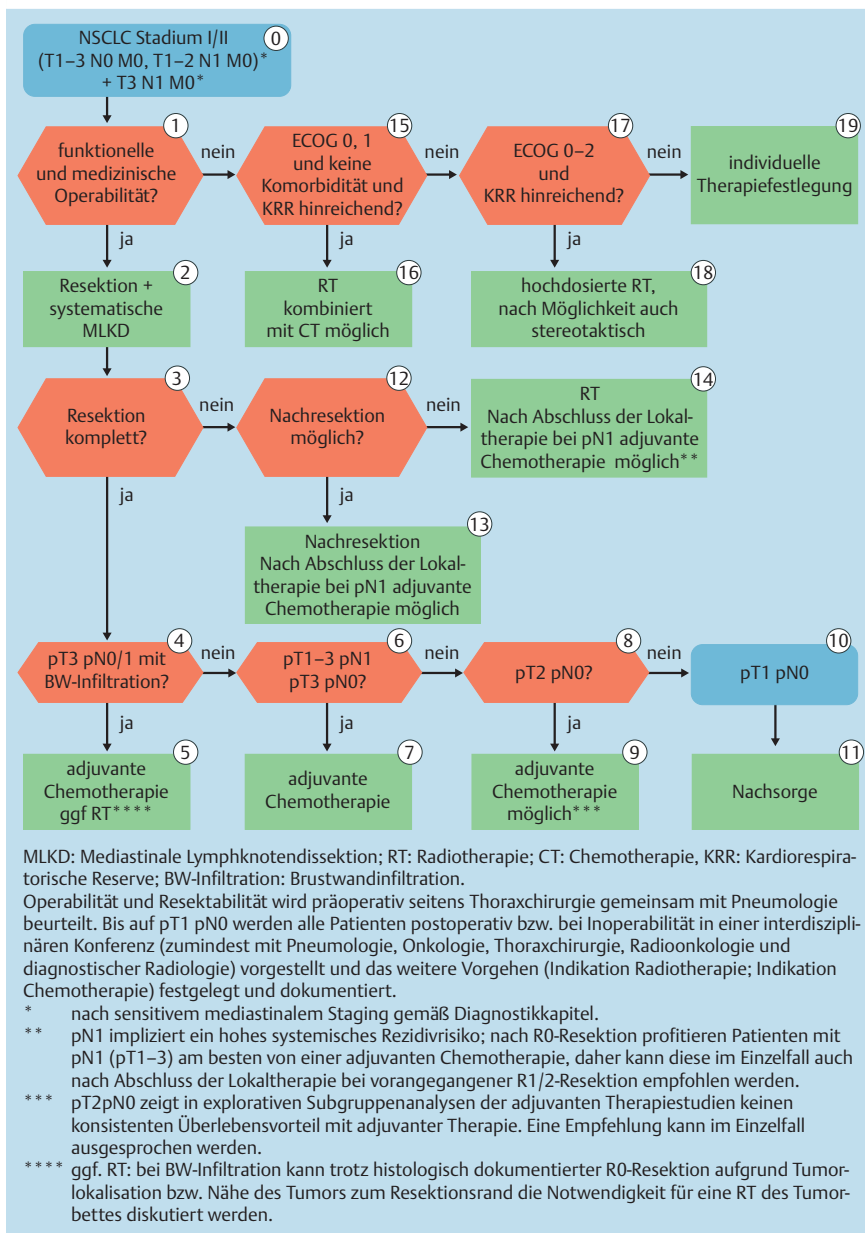 NSCLC Stadium I/II
(T1–3 N0 M0, T1–2 N1 M0)*
+ T3 N1 M0*
0
funktionelle
und medizinische
Operabilität?
1
nein
ECOG 0, 1
und keine
Komorbidität und
KRR hinreichend?
15
nein
ECOG 0–2
und
KRR hinreichend?
17
nein
individuelle
Therapiefestlegung
19
ja
ja
ja
Resektion +
systematische
MLKD
2
RT
kombiniert
mit CT möglich
16
hochdosierte RT,
nach Möglichkeit auch
stereotaktisch
18
Resektion
komplett?
3
nein
Nachresektion
möglich?
12
nein
RT
Nach Abschluss der Lokal-
therapie bei pN1 adjuvante
Chemotherapie möglich**
14
ja
ja
Nachresektion
Nach Abschluss der Lokal-
therapie bei pN1 adjuvante
Chemotherapie möglich
13
pT3 pN0/1 mit
BW-Infiltration?
4
nein
pT1–3 pN1
pT3 pN0?
6
nein
pT2 pN0?
8
nein
pT1 pN0
10
ja
ja
ja
adjuvante
Chemotherapie
ggf RT****
5
adjuvante
Chemotherapie
7
adjuvante
Chemotherapie
möglich***
9
Nachsorge
11
MLKD: Mediastinale Lymphknotendissektion; RT: Radiotherapie; CT: Chemotherapie, KRR: Kardiorespira-
torische Reserve; BW-Infiltration: Brustwandinfiltration.
Operabilität und Resektabilität wird präoperativ seitens Thoraxchirurgie gemeinsam mit Pneumologie
beurteilt. Bis auf pT1 pN0 werden alle Patienten postoperativ bzw. bei Inoperabilität in einer interdiszipli-
nären Konferenz (zumindest mit Pneumologie, Onkologie, Thoraxchirurgie, Radioonkologie und
diagnostischer Radiologie) vorgestellt und das weitere Vorgehen (Indikation Radiotherapie; Indikation
Chemotherapie) festgelegt und dokumentiert.
* nach sensitivem mediastinalem Staging gemäß Diagnostikkapitel.
** pN1 impliziert ein hohes systemisches Rezidivrisiko; nach R0-Resektion profitieren Patienten mit
pN1 (pT1–3) am besten von einer adjuvanten Chemotherapie, daher kann diese im Einzelfall auch
nach Abschluss der Lokaltherapie bei vorangegangener R1/2-Resektion empfohlen werden.
*** pT2pN0 zeigt in explorativen Subgruppenanalysen der adjuvanten Therapiestudien keinen
konsistenten Überlebensvorteil mit adjuvanter Therapie. Eine Empfehlung kann im Einzelfall
ausgesprochen werden.
**** ggf. RT: bei BW-Infiltration kann trotz histologisch dokumentierter R0-Resektion aufgrund Tumor-
lokalisation bzw. Nähe des Tumors zum Resektionsrand die Notwendigkeit für eine RT des Tumor-
bettes diskutiert werden.